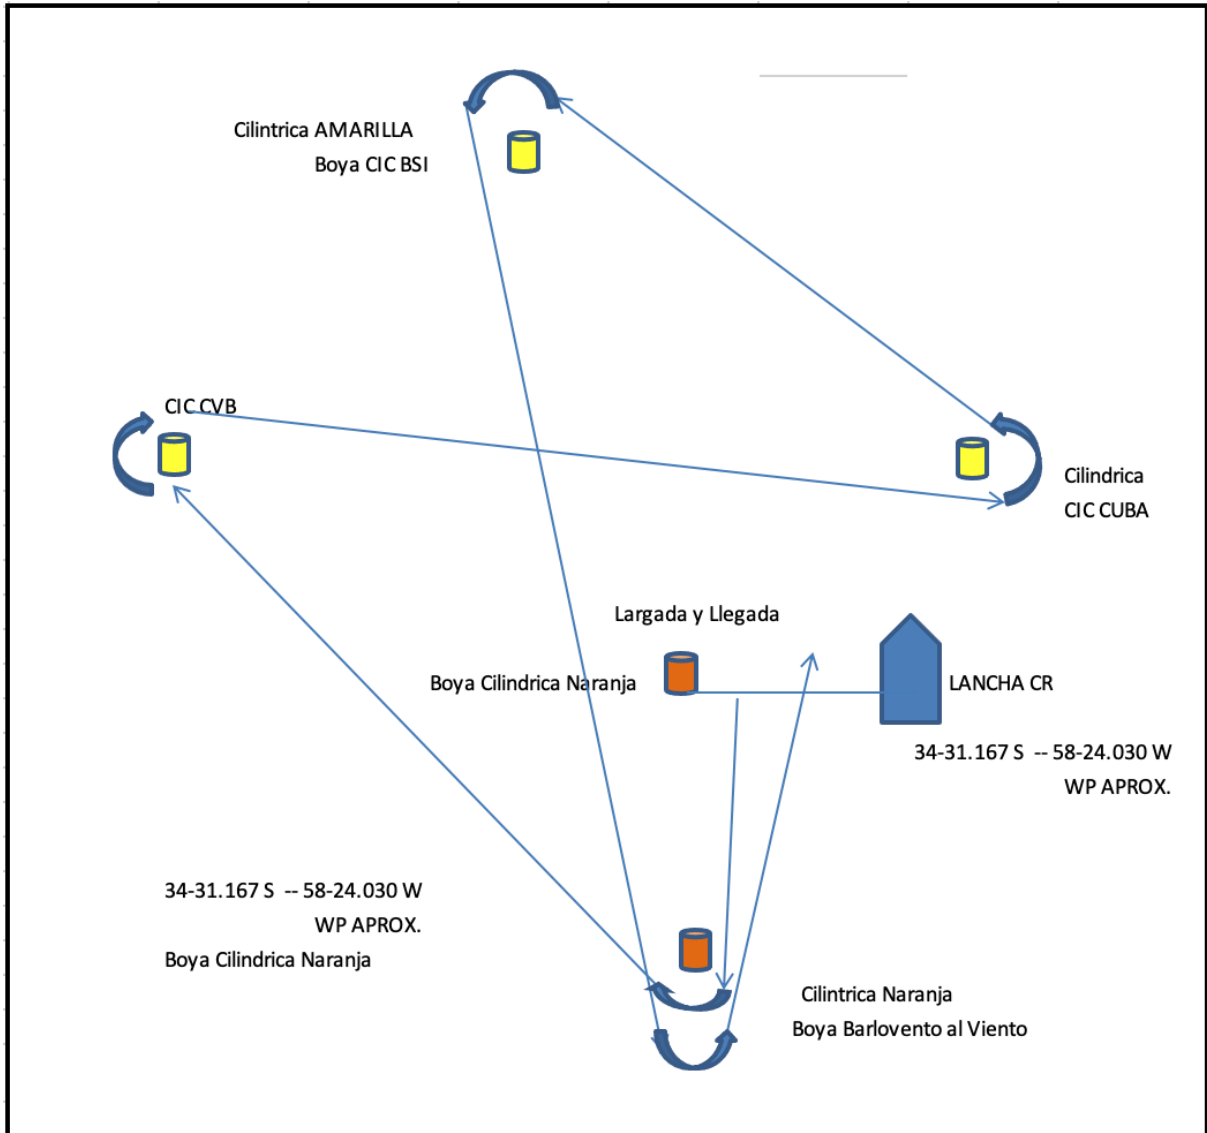 Cilintrica AMARILLA
Boya CIC BSI
CIC CVB
Cilindrica
CIC CUBA
Largada y Llegada
Boya Cilindrica Naranja
LANCHA CR
34-31.167 S -- 58-24.030 W
WP APROX.
34-31.167 S -- 58-24.030 W
WP APROX.
Boya Cilindrica Naranja
Cilintrica Naranja
Boya Barlovento al Viento